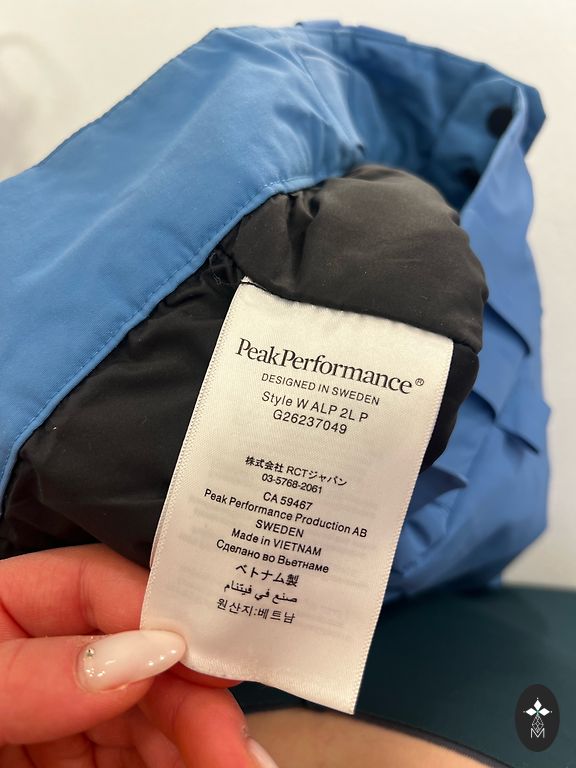 PeakPerformance®
DESIGNED IN SWEDEN
Style W ALP 2L P
G26237049
株式会社 RCTジャパン
03-5768-2061
CA 59467
Peak Performance Production AB
SWEDEN
Made in VIETNAM
Сделано во Вьетнаме
ベトナム製
صنع في فيتنام
원산지:베트남
M